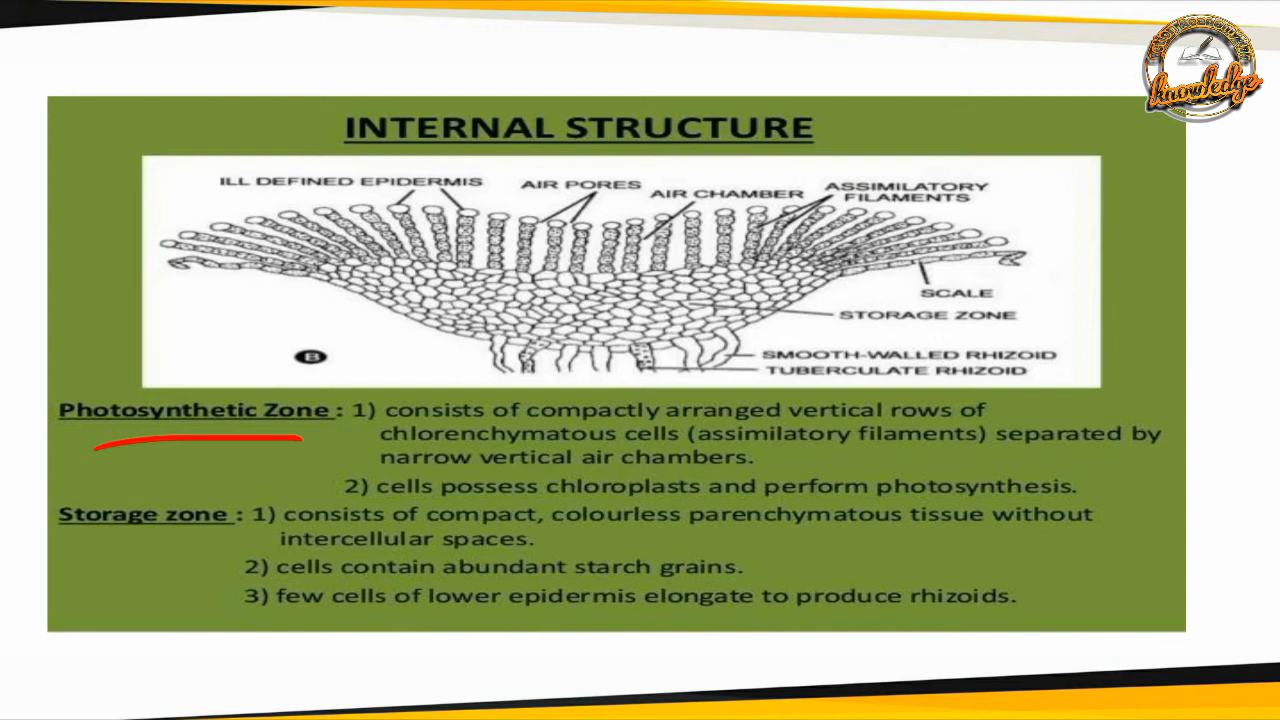 knowledge
INTERNAL STRUCTURE
ILL DEFINED EPIDERMIS
AIR PORES
AIR CHAMBER
ASSIMILATORY
FILAMENTS
SCALE
STORAGE ZONE
B
SMOOTH-WALLED RHIZOID
TUBERCULATE RHIZOID
Photosynthetic Zone : 1) consists of compactly arranged vertical rows of
chlorenchymatous cells (assimilatory filaments) separated by
narrow vertical air chambers.
2) cells possess chloroplasts and perform photosynthesis.
Storage zone : 1) consists of compact, colourless parenchymatous tissue without
intercellular spaces.
2) cells contain abundant starch grains.
3) few cells of lower epidermis elongate to produce rhizoids.